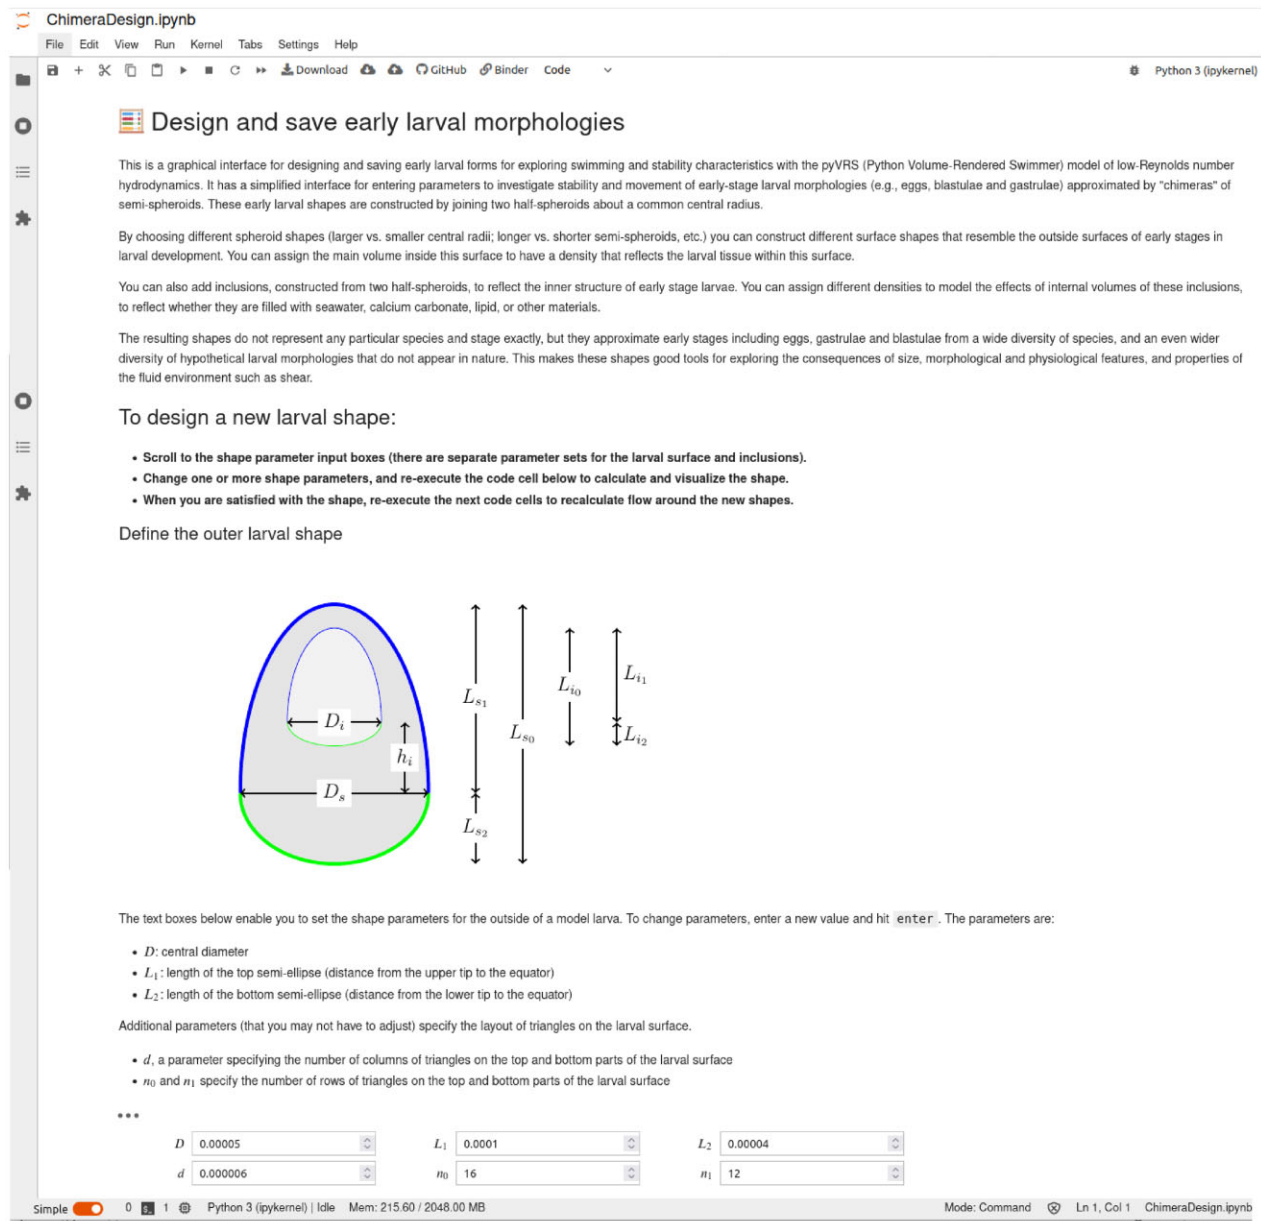 ChimeraDesign.ipynb
File Edit View Run Kernel Tabs Settings Help
Download GitHub Binder Code Python 3 (ipykernel)
Design and save early larval morphologies
This is a graphical interface for designing and saving early larval forms for exploring swimming and stability characteristics with the pyVRS (Python Volume-Rendered Swimmer) model of low-Reynolds number
hydrodynamics. It has a simplified interface for entering parameters to investigate stability and movement of early-stage larval morphologies (e.g., eggs, blastulae and gastrulae) approximated by "chimeras" of
semi-spheroids. These early larval shapes are constructed by joining two half-spheroids about a common central radius.
By choosing different spheroid shapes (larger vs. smaller central radii; longer vs. shorter semi-spheroids, etc.) you can construct different surface shapes that resemble the outside surfaces of early stages in
larval development. You can assign the main volume inside this surface to have a density that reflects the larval tissue within this surface.
You can also add inclusions, constructed from two half-spheroids, to reflect the inner structure of early stage larvae. You can assign different densities to model the effects of internal volumes of these inclusions,
to reflect whether they are filled with seawater, calcium carbonate, lipid, or other materials.
The resulting shapes do not represent any particular species and stage exactly, but they approximate early stages including eggs, gastrulae and blastulae from a wide diversity of species, and an even wider
diversity of hypothetical larval morphologies that do not appear in nature. This makes these shapes good tools for exploring the consequences of size, morphological and physiological features, and properties of
the fluid environment such as shear.
To design a new larval shape:
• Scroll to the shape parameter input boxes (there are separate parameter sets for the larval surface and inclusions).
• Change one or more shape parameters, and re-execute the code cell below to calculate and visualize the shape.
• When you are satisfied with the shape, re-execute the next code cells to recalculate flow around the new shapes.
Define the outer larval shape
L_{s_1}
L_{s_0}
L_{i_0}
L_{i_1}
L_{i_2}
D_i
h_i
D_s
L_{s_2}
The text boxes below enable you to set the shape parameters for the outside of a model larva. To change parameters, enter a new value and hit enter. The parameters are:
• D: central diameter
• L₁: length of the top semi-ellipse (distance from the upper tip to the equator)
• L₂: length of the bottom semi-ellipse (distance from the lower tip to the equator)
Additional parameters (that you may not have to adjust) specify the layout of triangles on the larval surface.
• d, a parameter specifying the number of columns of triangles on the top and bottom parts of the larval surface
• n₀ and n₁ specify the number of rows of triangles on the top and bottom parts of the larval surface
•••
D 0.00005 L₁ 0.0001 L₂ 0.00004
d 0.000006 n₀ 16 n₁ 12
Simple 0 1 Python 3 (ipykernel) | Idle Mem: 215.60 / 2048.00 MB Mode: Command Ln 1, Col 1 ChimeraDesign.ipynb